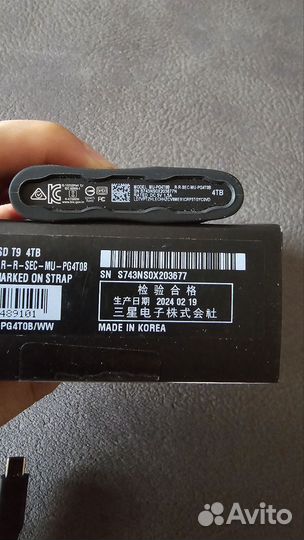 MODEL: MU-PG4T0B
R-R-SEC-MU-PG4T0B
SN S743NS0X203677
4TB
SD T9 4TB
R-R-SEC-MU-PG4T0B
MARKED ON STRAP
489101
PG4T0B/WW
SN S743NS0X203677
检验合格
生产日期 2024 02 19
三星电子株式会社
MADE IN KOREA
Avito